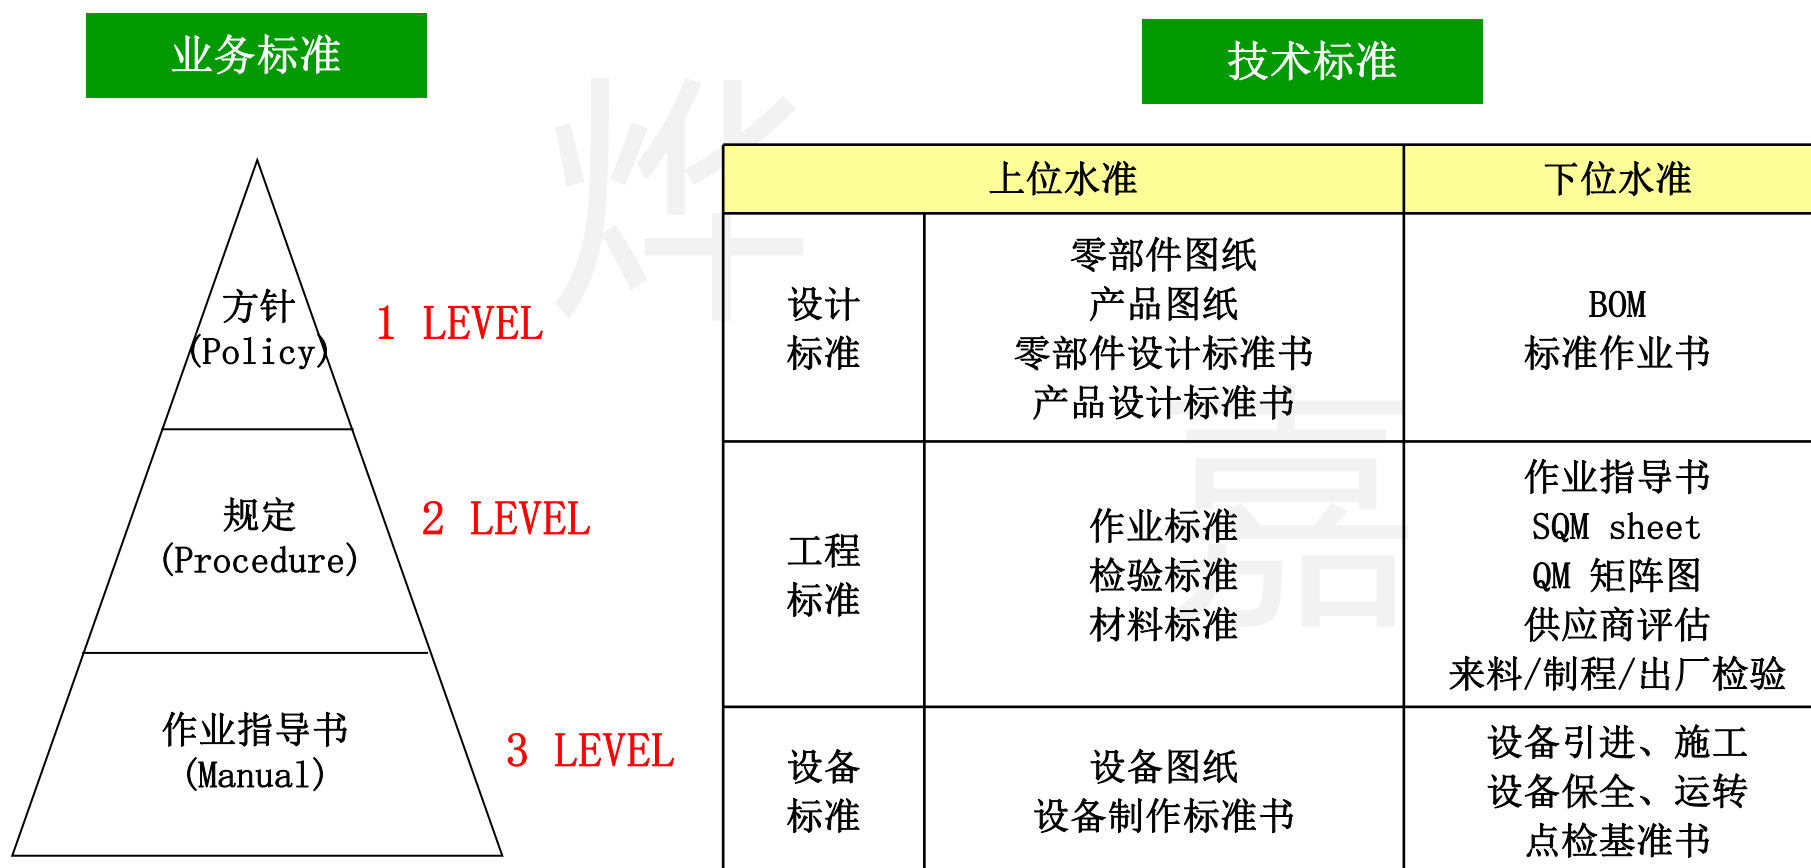 业务标准
技术标准
方针
(Policy)
1 LEVEL
规定
(Procedure)
2 LEVEL
作业指导书
(Manual)
3 LEVEL
上位水准
下位水准
设计
标准
零部件图纸
产品图纸
零部件设计标准书
产品设计标准书
BOM
标准作业书
工程
标准
作业标准
检验标准
材料标准
作业指导书
SQM sheet
QM 矩阵图
供应商评估
来料/制程/出厂检验
设备
标准
设备图纸
设备制作标准书
设备引进、施工
设备保全、运转
点检基准书
烨
嘉